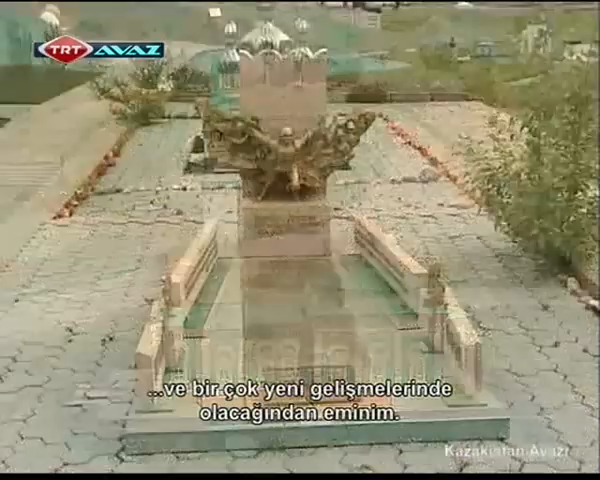 TRT AVAZ
...ve bir çok yeni gelişmelerinde
olacağından eminim.
Kazakistan Avazı